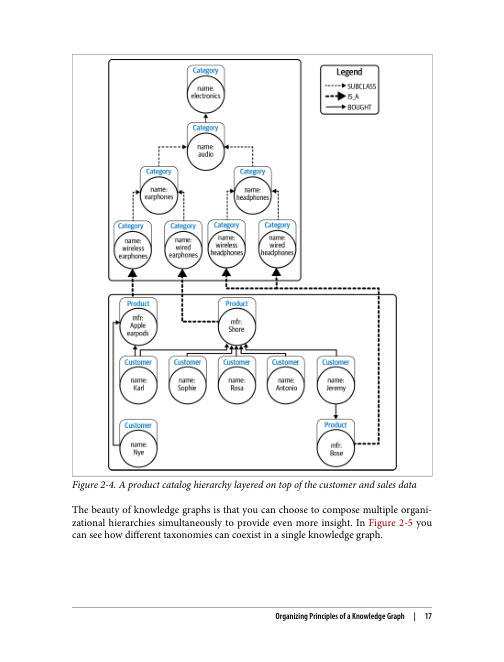 Category
name:
electronics
Legend
SUBCLASS
IS_A
BOUGHT
Category
name:
audio
Category
name:
earphones
Category
name:
headphones
Category
name:
wireless
earphones
Category
name:
wired
earphones
Category
name:
wireless
headphones
Category
name:
wired
headphones
Product
mfr:
Apple
earpods
Product
mfr:
Shore
Customer
name:
Karl
Customer
name:
Sophie
Customer
name:
Rosa
Customer
name:
Antonio
Customer
name:
Jeremy
Customer
name:
Nye
Product
mfr:
Bose
Figure 2-4. A product catalog hierarchy layered on top of the customer and sales data
The beauty of knowledge graphs is that you can choose to compose multiple organi-
zational hierarchies simultaneously to provide even more insight. In Figure 2-5 you
can see how different taxonomies can coexist in a single knowledge graph.
Organizing Principles of a Knowledge Graph | 17